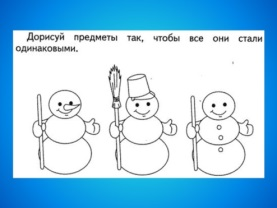 Дорисуй предметы так, чтобы все они стали
одинаковыми.